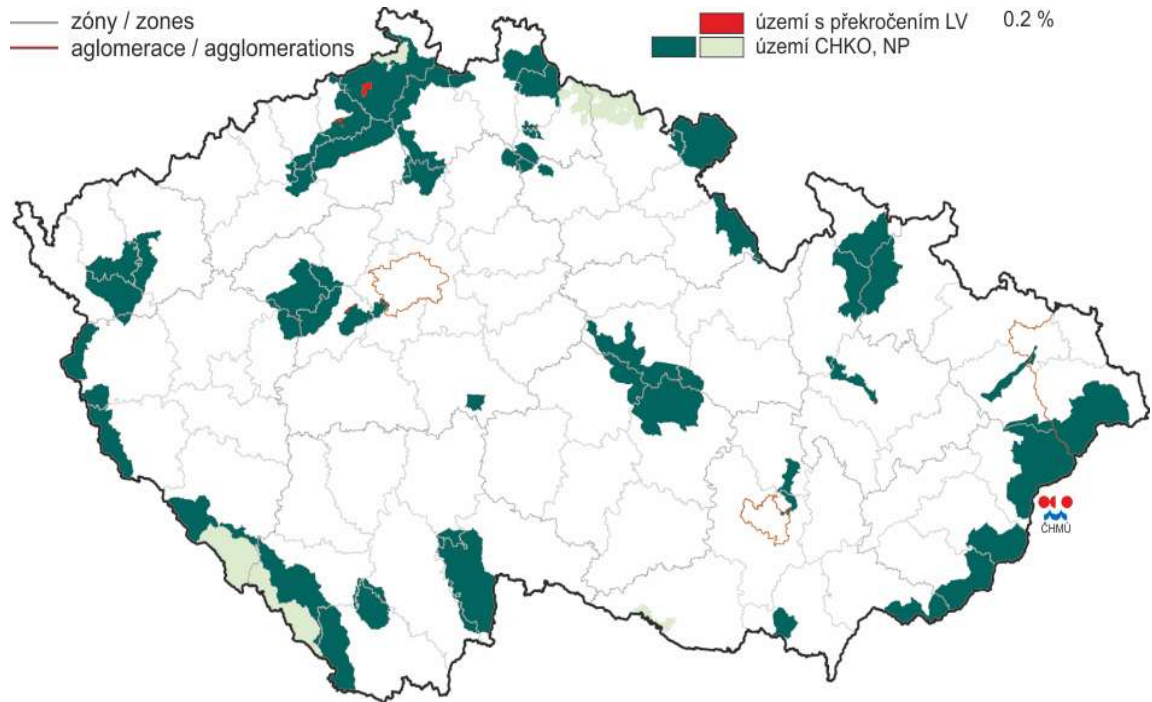 zóny / zones
aglomerace / agglomerations
území s překročením LV 0.2 %
území CHKO, NP
ČHMÚ